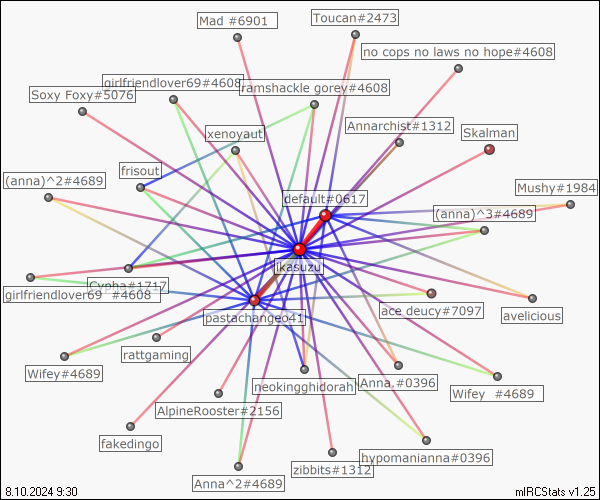 Mad #6901
Toucan#2473
no cops no laws no hope#4608
girlfriendlover69#4608
ramshackle gorey#4608
Soxy Foxy#5076
Annarchist#1312
xenoyaut
Skalman
frisout
(anna)^2#4689
Mushy#1984
default#0617
(anna)^3#4689
ikasuzu
Cypha#1717
girlfriendlover69 #4608
pastachangeo41
ace deucy#7097
avelicious
rattgaming
Wifey#4689
neokingghidorah
Anna,#0396
Wifey #4689
AlpineRooster#2156
fakedingo
hypomanianna#0396
zibbits#1312
Anna^2#4689
8.10.2024 9:30
mIRCStats v1.25